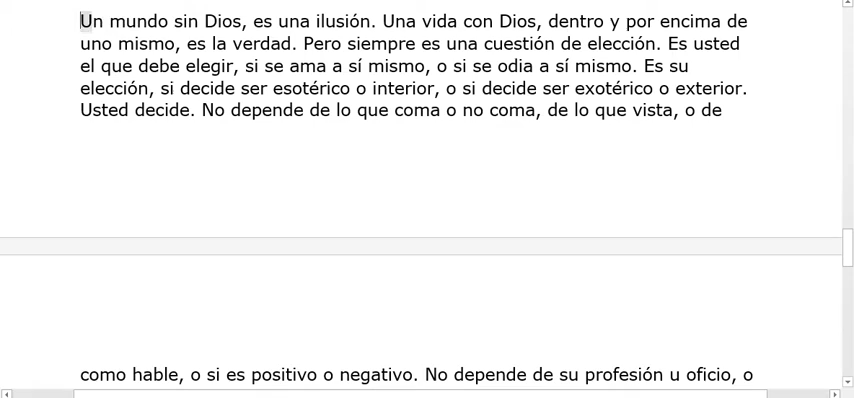 Un mundo sin Dios, es una ilusión. Una vida con Dios, dentro y por encima de
uno mismo, es la verdad. Pero siempre es una cuestión de elección. Es usted
el que debe elegir, si se ama a sí mismo, o si se odia a sí mismo. Es su
elección, si decide ser esotérico o interior, o si decide ser exotérico o exterior.
Usted decide. No depende de lo que coma o no coma, de lo que vista, o de
como hable, o si es positivo o negativo. No depende de su profesión u oficio, o